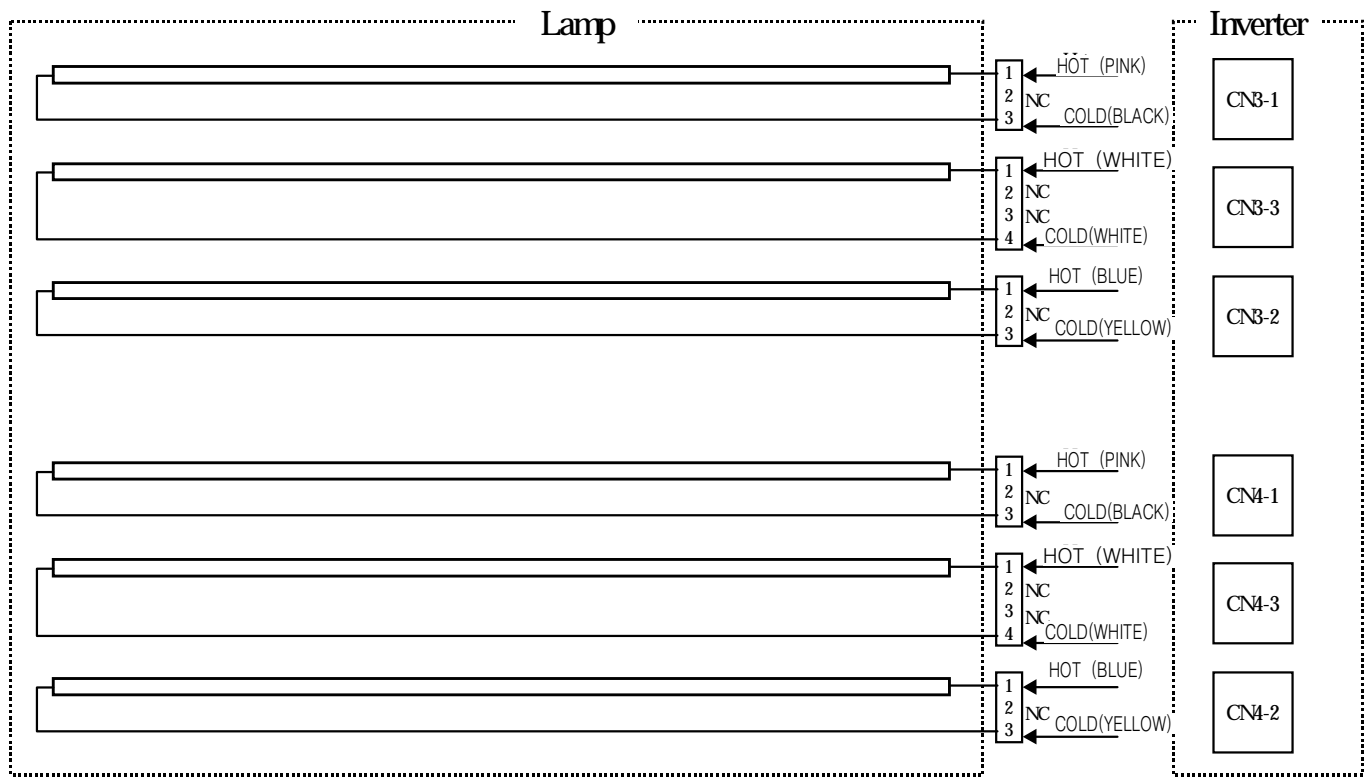 Lamp Inverter
1 HOT (PINK)
2 NC
3 COLD(BLACK)
CN3-1
1 HOT (WHITE)
2 NC
3 NC
4 COLD(WHITE)
CN3-3
1 HOT (BLUE)
2 NC
3 COLD(YELLOW)
CN3-2
1 HOT (PINK)
2 NC
3 COLD(BLACK)
CN4-1
1 HOT (WHITE)
2 NC
3 NC
4 COLD(WHITE)
CN4-3
1 HOT (BLUE)
2 NC
3 COLD(YELLOW)
CN4-2